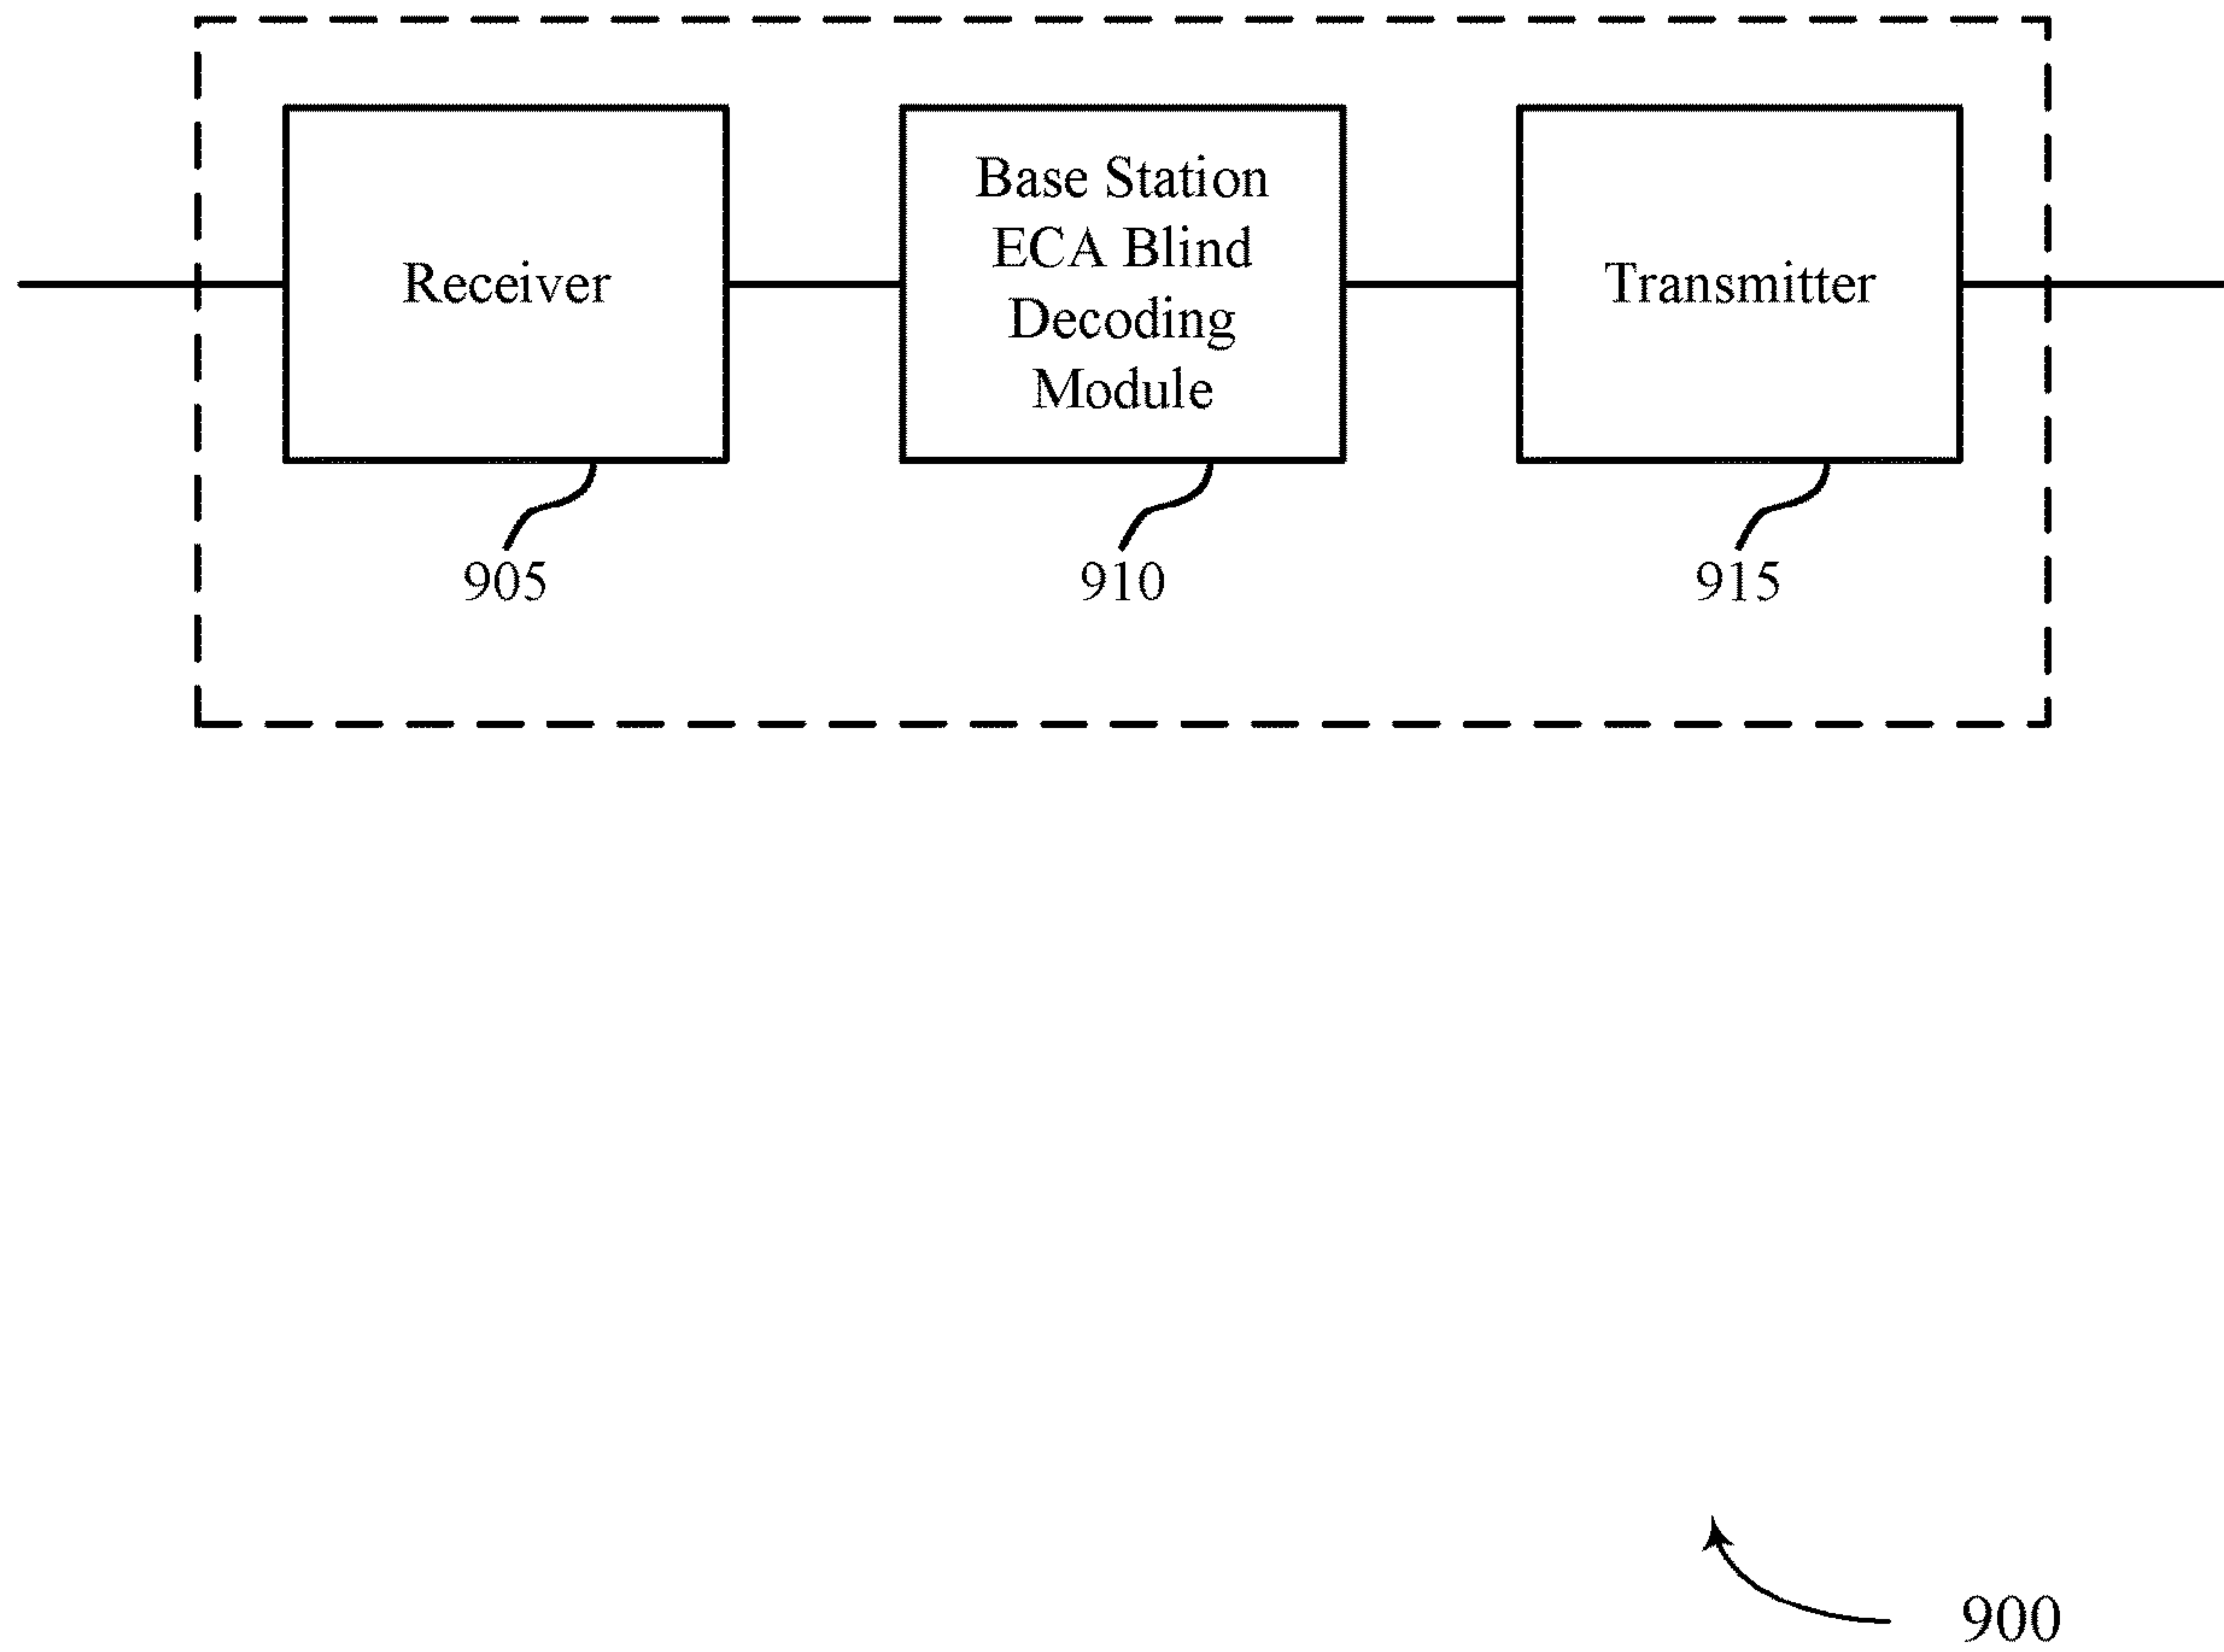 Receiver
Base Station
ECA Blind
Decoding
Module
Transmitter
905
910
915
900